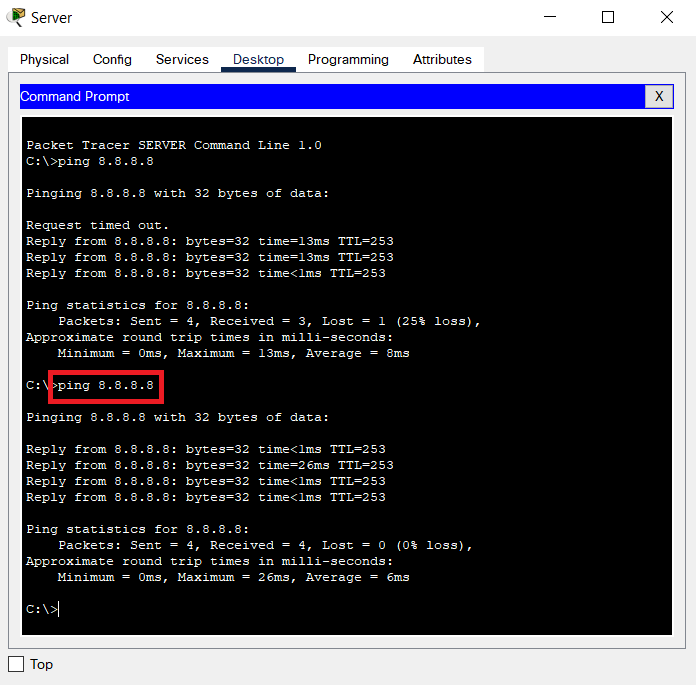 Server
Physical Config Services Desktop Programming Attributes
Command Prompt X
Packet Tracer SERVER Command Line 1.0
C:\>ping 8.8.8.8
Pinging 8.8.8.8 with 32 bytes of data:
Request timed out.
Reply from 8.8.8.8: bytes=32 time=13ms TTL=253
Reply from 8.8.8.8: bytes=32 time=13ms TTL=253
Reply from 8.8.8.8: bytes=32 time<1ms TTL=253
Ping statistics for 8.8.8.8:
Packets: Sent = 4, Received = 3, Lost = 1 (25% loss),
Approximate round trip times in milli-seconds:
Minimum = 0ms, Maximum = 13ms, Average = 8ms
C:\>ping 8.8.8.8
Pinging 8.8.8.8 with 32 bytes of data:
Reply from 8.8.8.8: bytes=32 time<1ms TTL=253
Reply from 8.8.8.8: bytes=32 time=26ms TTL=253
Reply from 8.8.8.8: bytes=32 time<1ms TTL=253
Reply from 8.8.8.8: bytes=32 time<1ms TTL=253
Ping statistics for 8.8.8.8:
Packets: Sent = 4, Received = 4, Lost = 0 (0% loss),
Approximate round trip times in milli-seconds:
Minimum = 0ms, Maximum = 26ms, Average = 6ms
C:\>
Top